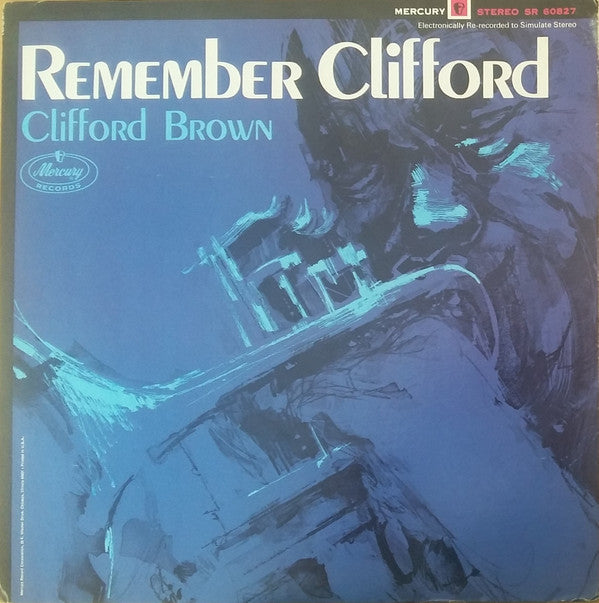 MERCURY STEREO SR 60827
Electronically Re-recorded to Simulate Stereo
REMEMBER Clifford
Clifford BROWN
Mercury
RECORDS